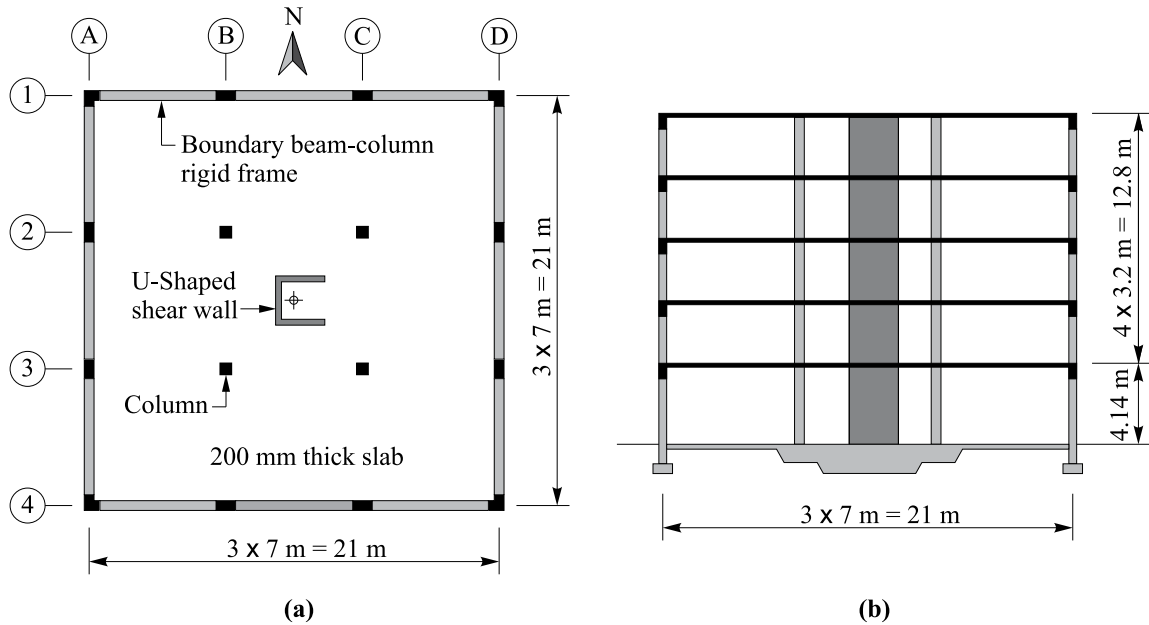 A
B
N
C
D
1
Boundary beam-column
rigid frame
2
U-Shaped
shear wall
3
Column
200 mm thick slab
4
3 x 7 m = 21 m
3 x 7 m = 21 m
(a)
4 x 3.2 m = 12.8 m
4.14 m
3 x 7 m = 21 m
(b)